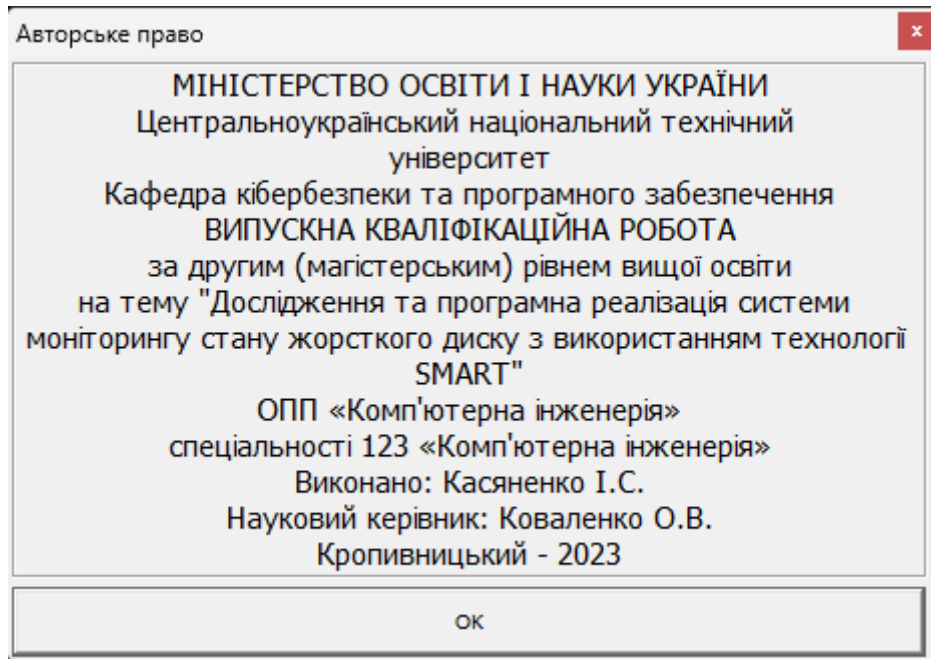 Авторське право
x
МІНІСТЕРСТВО ОСВІТИ І НАУКИ УКРАЇНИ
Центральноукраїнський національний технічний
університет
Кафедра кібербезпеки та програмного забезпечення
ВИПУСКНА КВАЛІФІКАЦІЙНА РОБОТА
за другим (магістерським) рівнем вищої освіти
на тему "Дослідження та програмна реалізація системи
моніторингу стану жорсткого диску з використанням технології
SMART"
ОПП «Комп'ютерна інженерія»
спеціальності 123 «Комп'ютерна інженерія»
Виконано: Касяненко І.С.
Науковий керівник: Коваленко О.В.
Кропивницький - 2023
ОК